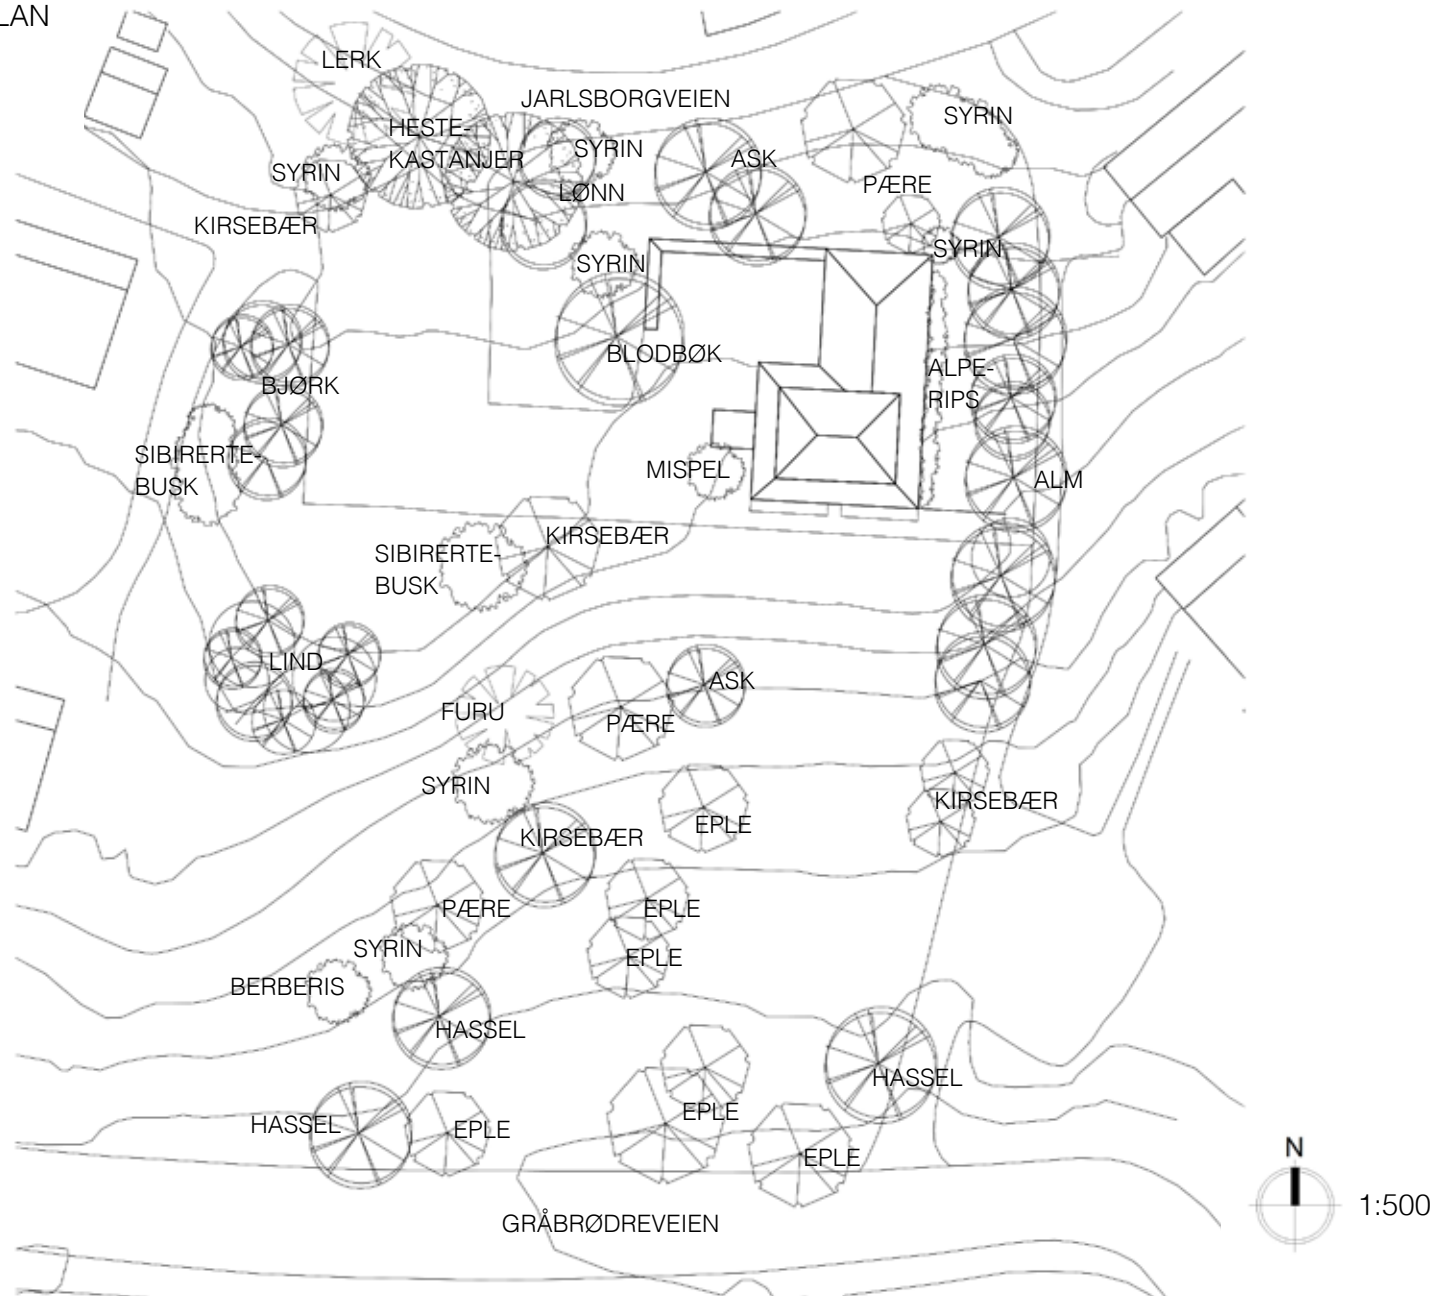 LAN
LERK
JARLSBORGVEIEN
SYRIN
HESTE-
KASTANJER
SYRIN
ASK
SYRIN
PÆRE
LØNN
KIRSEBÆR
SYRIN
SYRIN
BLODBØK
BJØRK
ALPE-
RIPS
SIBIRERTE-
BUSK
MISPEL
ALM
KIRSEBÆR
SIBIRERTE-
BUSK
LIND
ASK
FURU
PÆRE
SYRIN
KIRSEBÆR
EPLE
KIRSEBÆR
PÆRE
EPLE
SYRIN
EPLE
BERBERIS
HASSEL
HASSEL
EPLE
HASSEL
EPLE
EPLE
N
1:500
GRÅBRØDREVEIEN